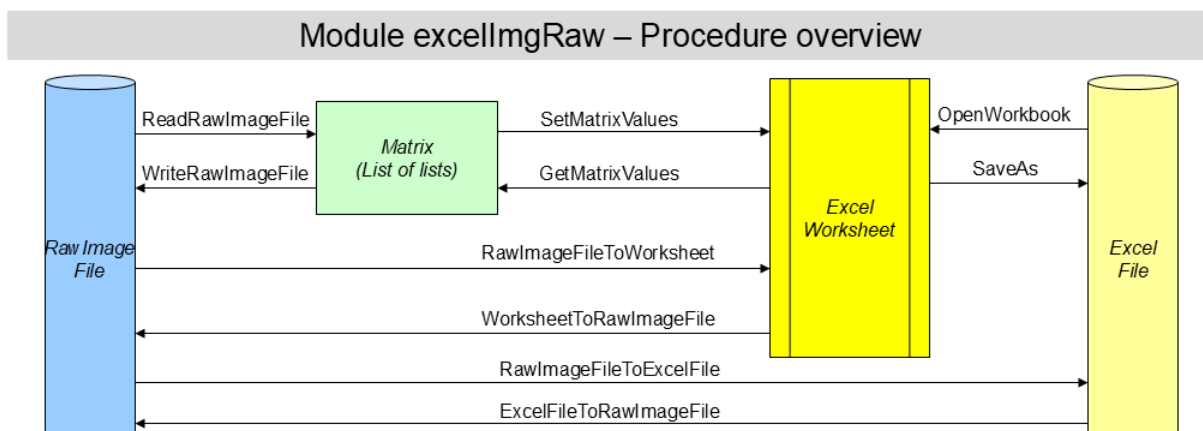 Module excelImgRaw – Procedure overview
ReadRawImageFile
SetMatrixValues
OpenWorkbook
Matrix
(List of lists)
WriteRawImageFile
GetMatrixValues
SaveAs
Excel
Worksheet
Raw Image
File
RawImageFileToWorksheet
Excel
File
WorksheetToRawImageFile
RawImageFileToExcelFile
ExcelFileToRawImageFile